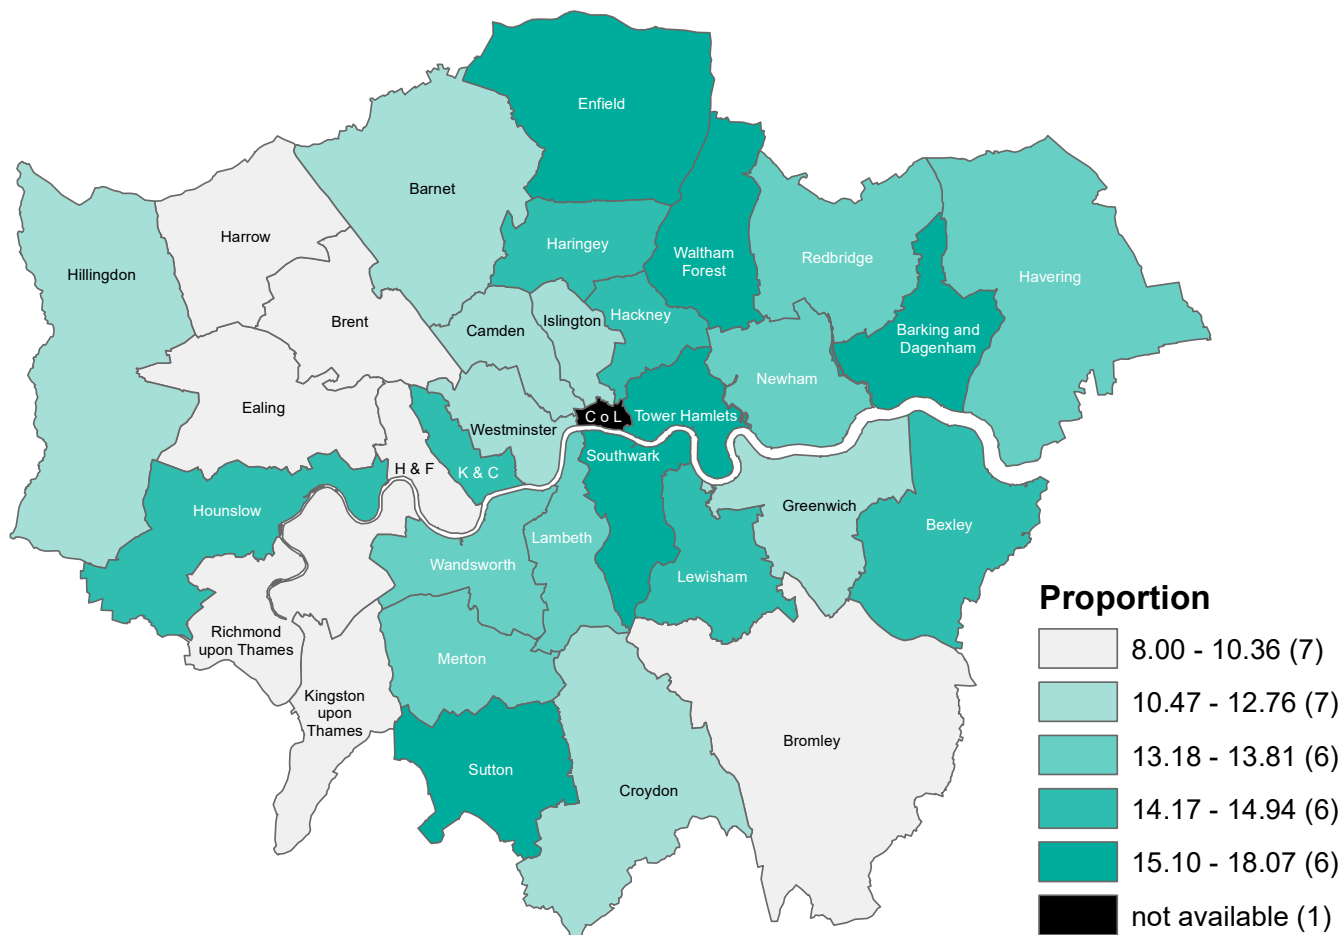 Enfield
Barnet
Harrow
Haringey
Waltham
Forest
Redbridge
Hillingdon
Havering
Brent
Camden
Islington
Hackney
Barking and
Dagenham
Newham
Ealing
Westminster
C o L
Tower Hamlets
H & F
K & C
Southwark
Hounslow
Greenwich
Bexley
Lambeth
Wandsworth
Lewisham
Richmond
upon Thames
Merton
Kingston
upon
Thames
Bromley
Sutton
Croydon
Proportion
8.00 - 10.36 (7)
10.47 - 12.76 (7)
13.18 - 13.81 (6)
14.17 - 14.94 (6)
15.10 - 18.07 (6)
not available (1)